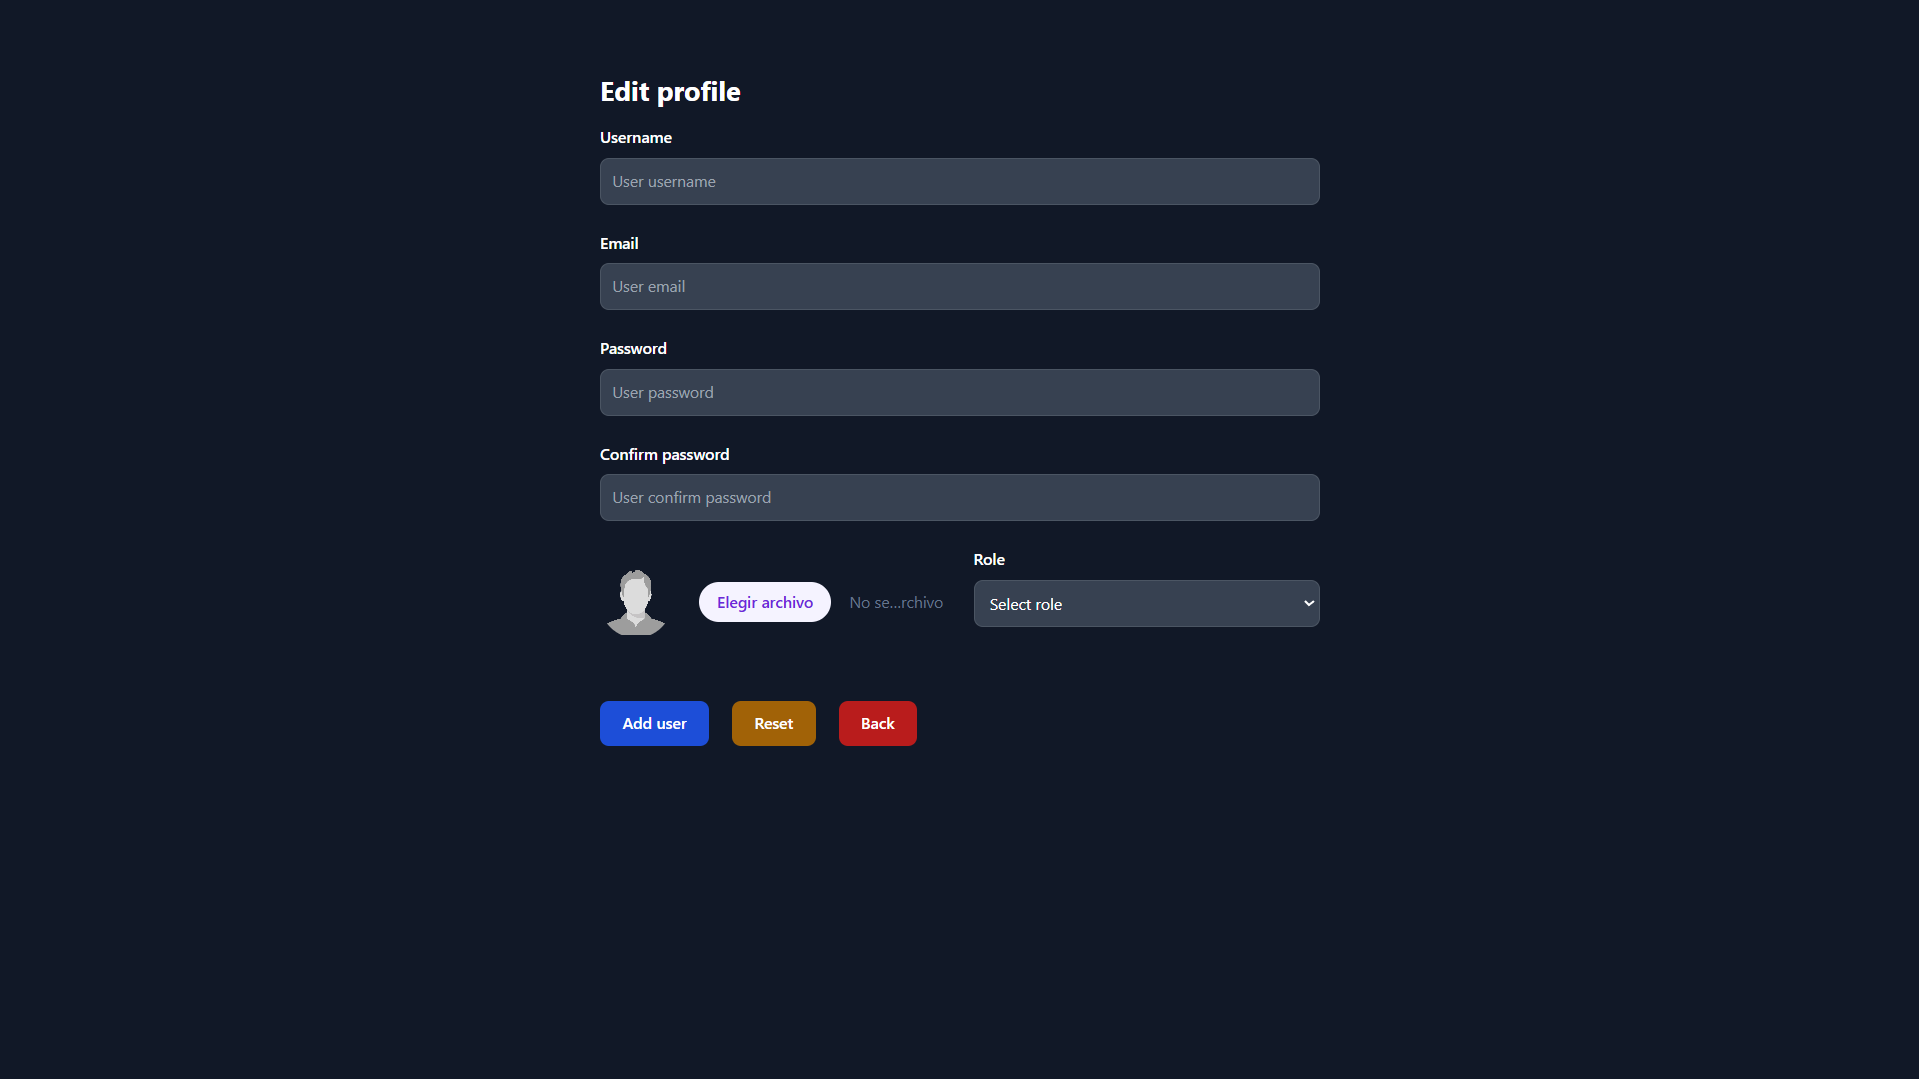 Edit profile
Username
User username
Email
User email
Password
User password
Confirm password
User confirm password
Role
Elegir archivo No se...rchivo
Select role
Add user Reset Back